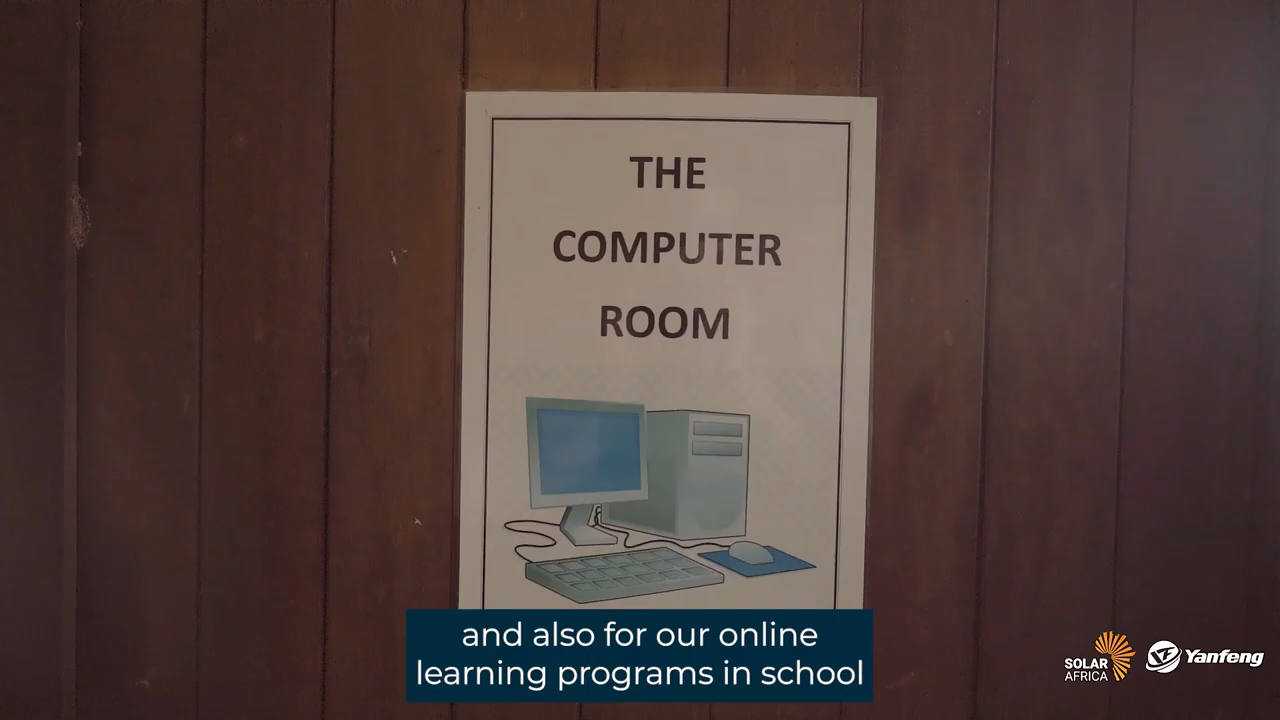 THE
COMPUTER
ROOM
and also for our online
learning programs in school
SOLAR
AFRICA
Yanfeng